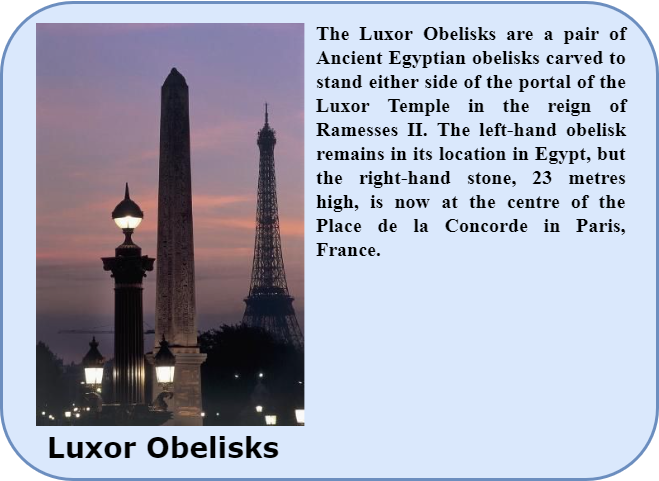 The Luxor Obelisks are a pair of
Ancient Egyptian obelisks carved to
stand either side of the portal of the
Luxor Temple in the reign of
Ramesses II. The left-hand obelisk
remains in its location in Egypt, but
the right-hand stone, 23 metres
high, is now at the centre of the
Place de la Concorde in Paris,
France.
Luxor Obelisks